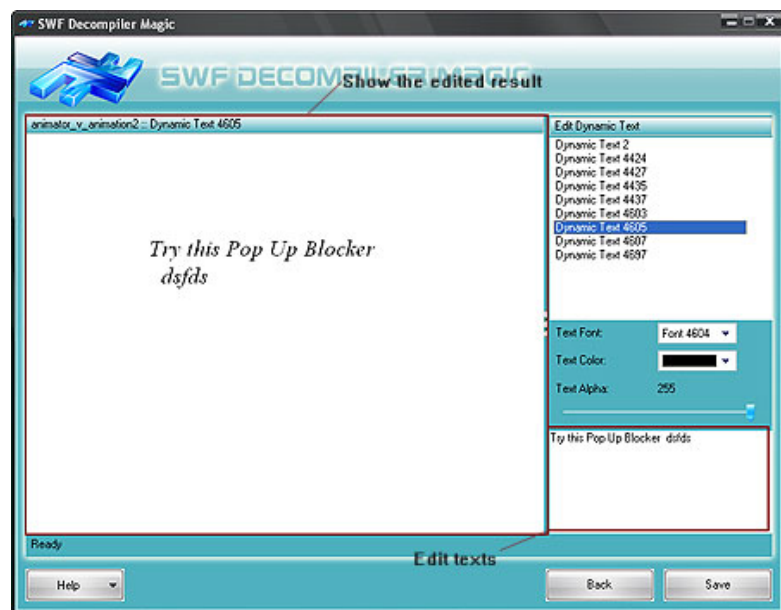 SWF Decompiler Magic
SWF DECOMPILER MAGIC
Show the edited result
animator_v_animation2 :: Dynamic Text 4605
Try this Pop Up Blocker
dsfds
Edit Dynamic Text
Dynamic Text 2
Dynamic Text 4424
Dynamic Text 4427
Dynamic Text 4435
Dynamic Text 4437
Dynamic Text 4603
Dynamic Text 4605
Dynamic Text 4607
Dynamic Text 4697
Text Font: Font 4604
Text Color:
Text Alpha: 255
Try this Pop Up Blocker dsfds
Ready
Edit texts
Help
Back
Save